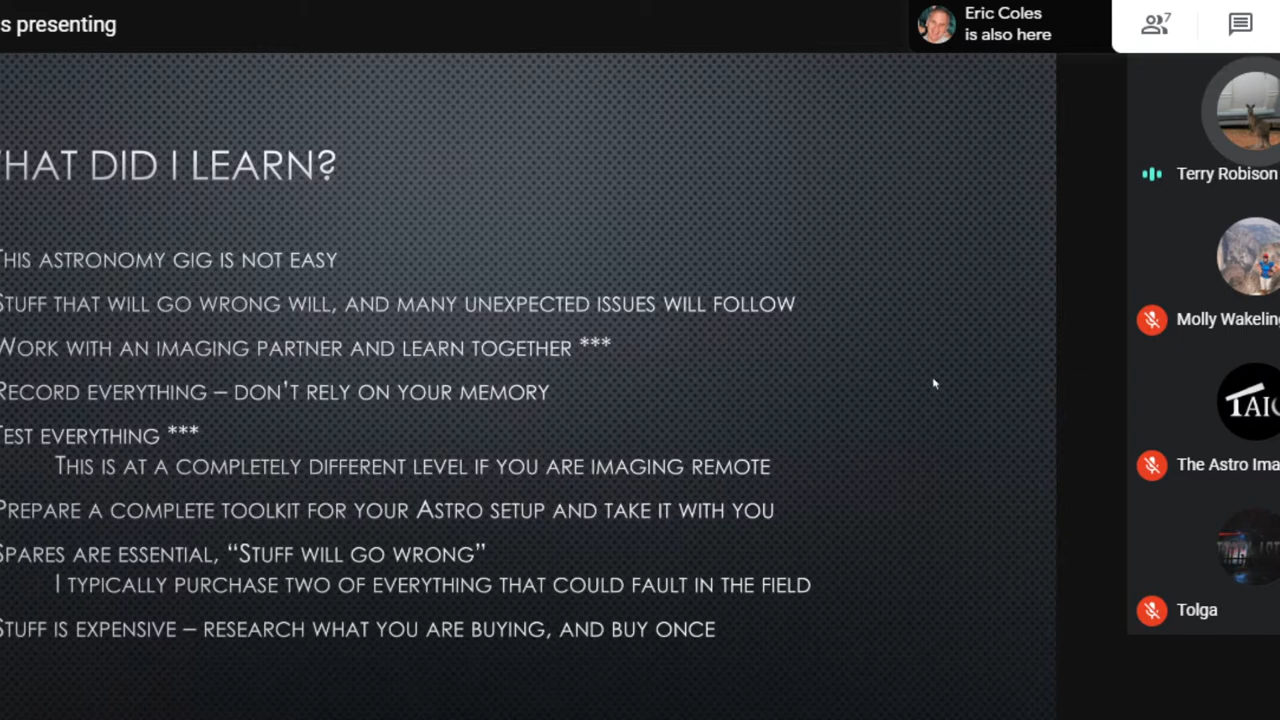 s presenting
Eric Coles
is also here
7
HAT DID I LEARN?
THIS ASTRONOMY GIG IS NOT EASY
STUFF THAT WILL GO WRONG WILL, AND MANY UNEXPECTED ISSUES WILL FOLLOW
WORK WITH AN IMAGING PARTNER AND LEARN TOGETHER ***
RECORD EVERYTHING – DON'T RELY ON YOUR MEMORY
TEST EVERYTHING ***
THIS IS AT A COMPLETELY DIFFERENT LEVEL IF YOU ARE IMAGING REMOTE
PREPARE A COMPLETE TOOLKIT FOR YOUR ASTRO SETUP AND TAKE IT WITH YOU
SPARES ARE ESSENTIAL, “STUFF WILL GO WRONG”
I TYPICALLY PURCHASE TWO OF EVERYTHING THAT COULD FAULT IN THE FIELD
STUFF IS EXPENSIVE – RESEARCH WHAT YOU ARE BUYING, AND BUY ONCE
Terry Robison
Molly Wakeling
TAIC
The Astro Ima
Tolga